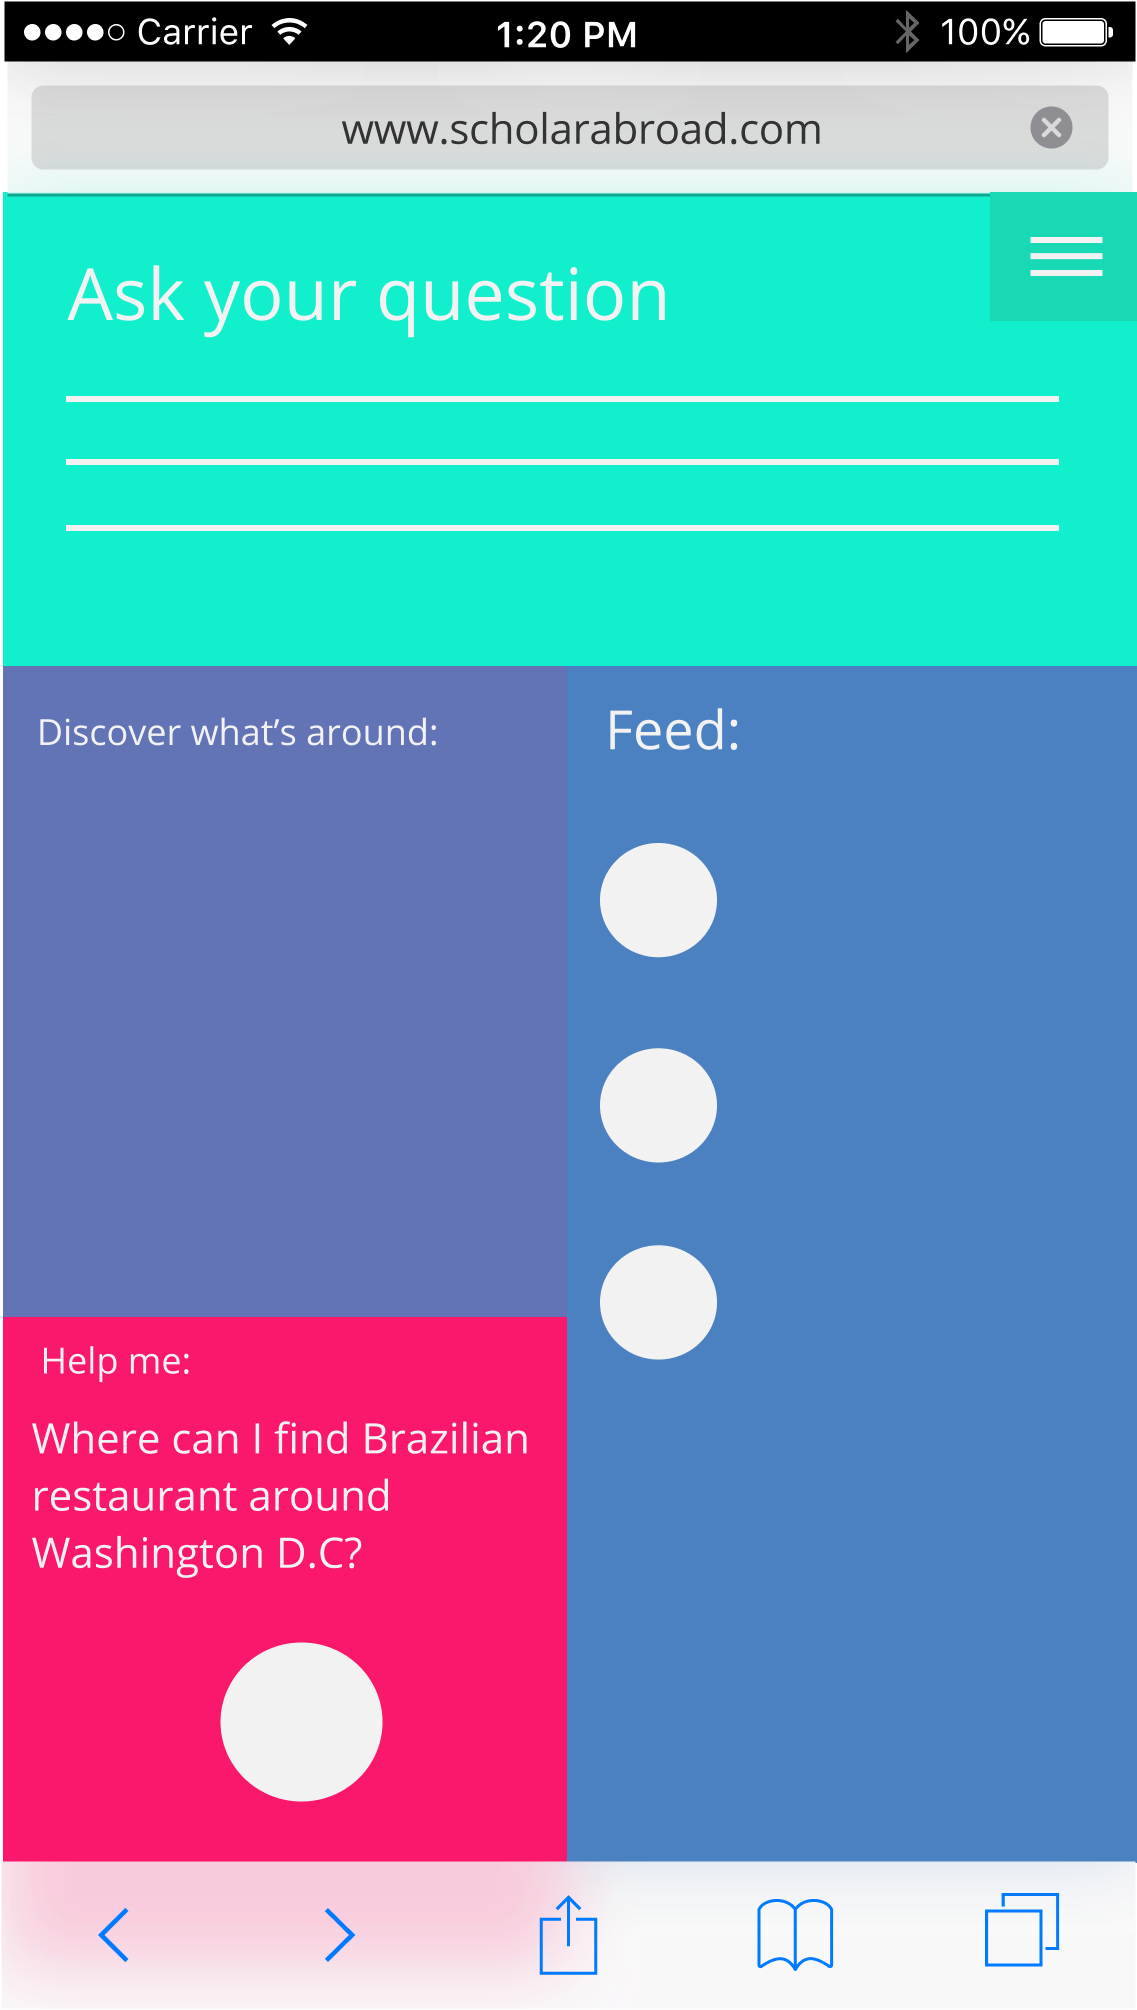 Carrier 1:20 PM 100%
www.scholarabroad.com
Ask your question
Discover what’s around:
Feed:
Help me:
Where can I find Brazilian
restaurant around
Washington D.C?